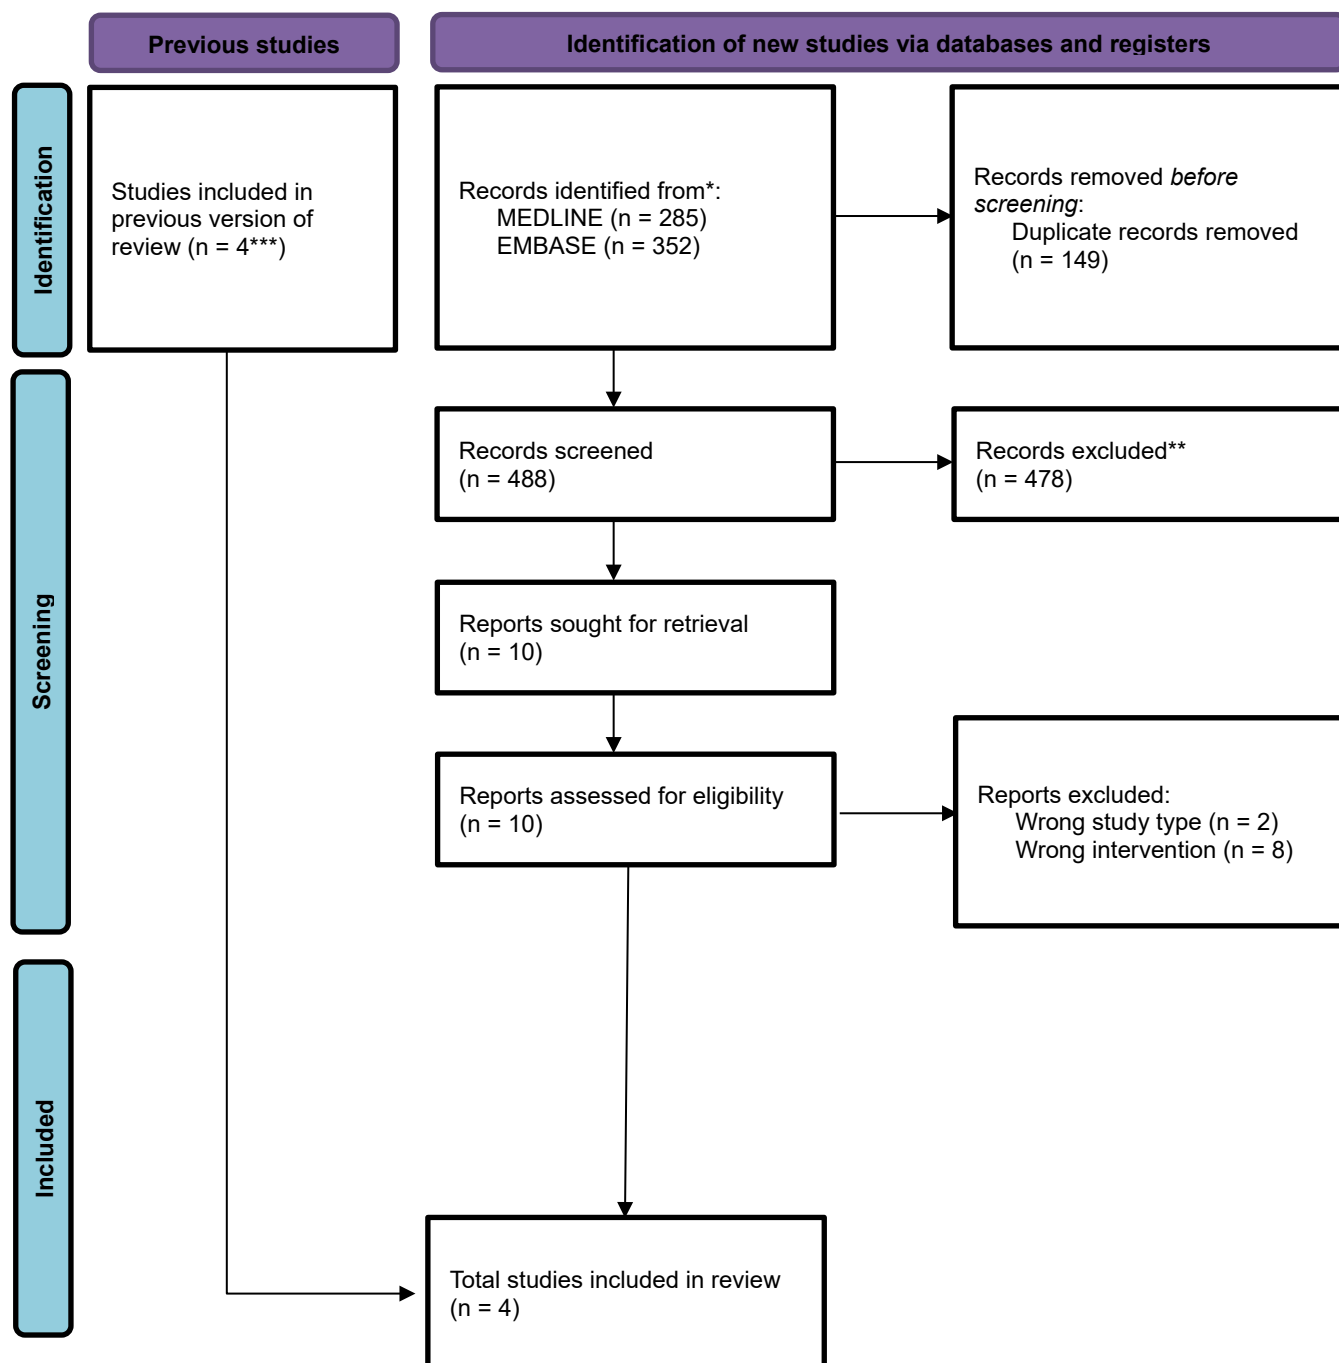 Previous studies
Identification of new studies via databases and registers
Identification
Studies included in
previous version of
review (n = 4***)
Records identified from*:
MEDLINE (n = 285)
EMBASE (n = 352)
Records removed before
screening:
Duplicate records removed
(n = 149)
Screening
Records screened
(n = 488)
Records excluded**
(n = 478)
Reports sought for retrieval
(n = 10)
Reports assessed for eligibility
(n = 10)
Reports excluded:
Wrong study type (n = 2)
Wrong intervention (n = 8)
Included
Total studies included in review
(n = 4)